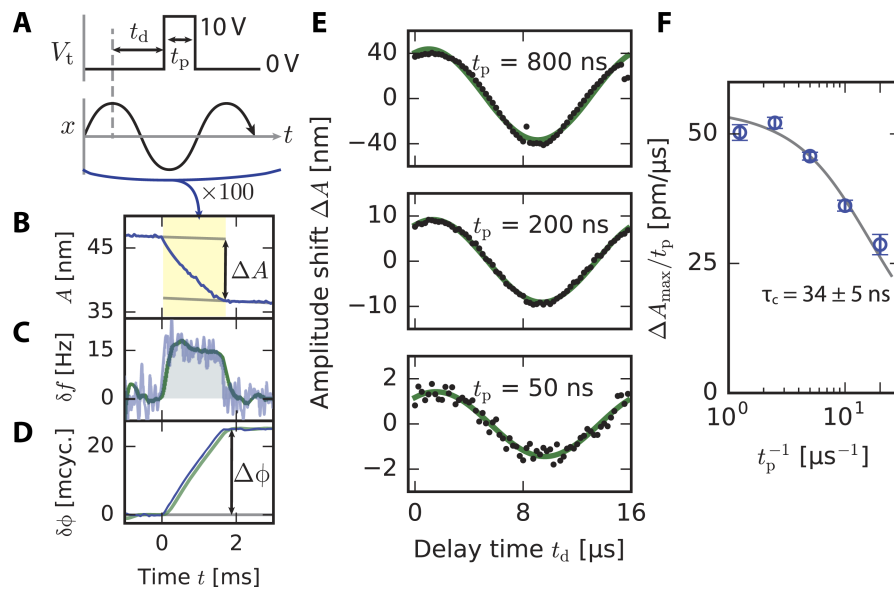 A
V_t
t_d
t_p
10 V
0 V
x
t
×100
B
A [nm]
45
35
ΔA
C
δf [Hz]
15
0
D
δϕ [mcyc.]
20
0
Δϕ
0 2
Time t [ms]
E
Amplitude shift ΔA [nm]
40
0
−40
t_p = 800 ns
10
0
−10
t_p = 200 ns
2
0
−2
t_p = 50 ns
0 8 16
Delay time t_d [µs]
F
ΔA_max/t_p [pm/µs]
50
25
0
τ_c = 34 ± 5 ns
10^0 10^1
t_p^−1 [µs^−1]